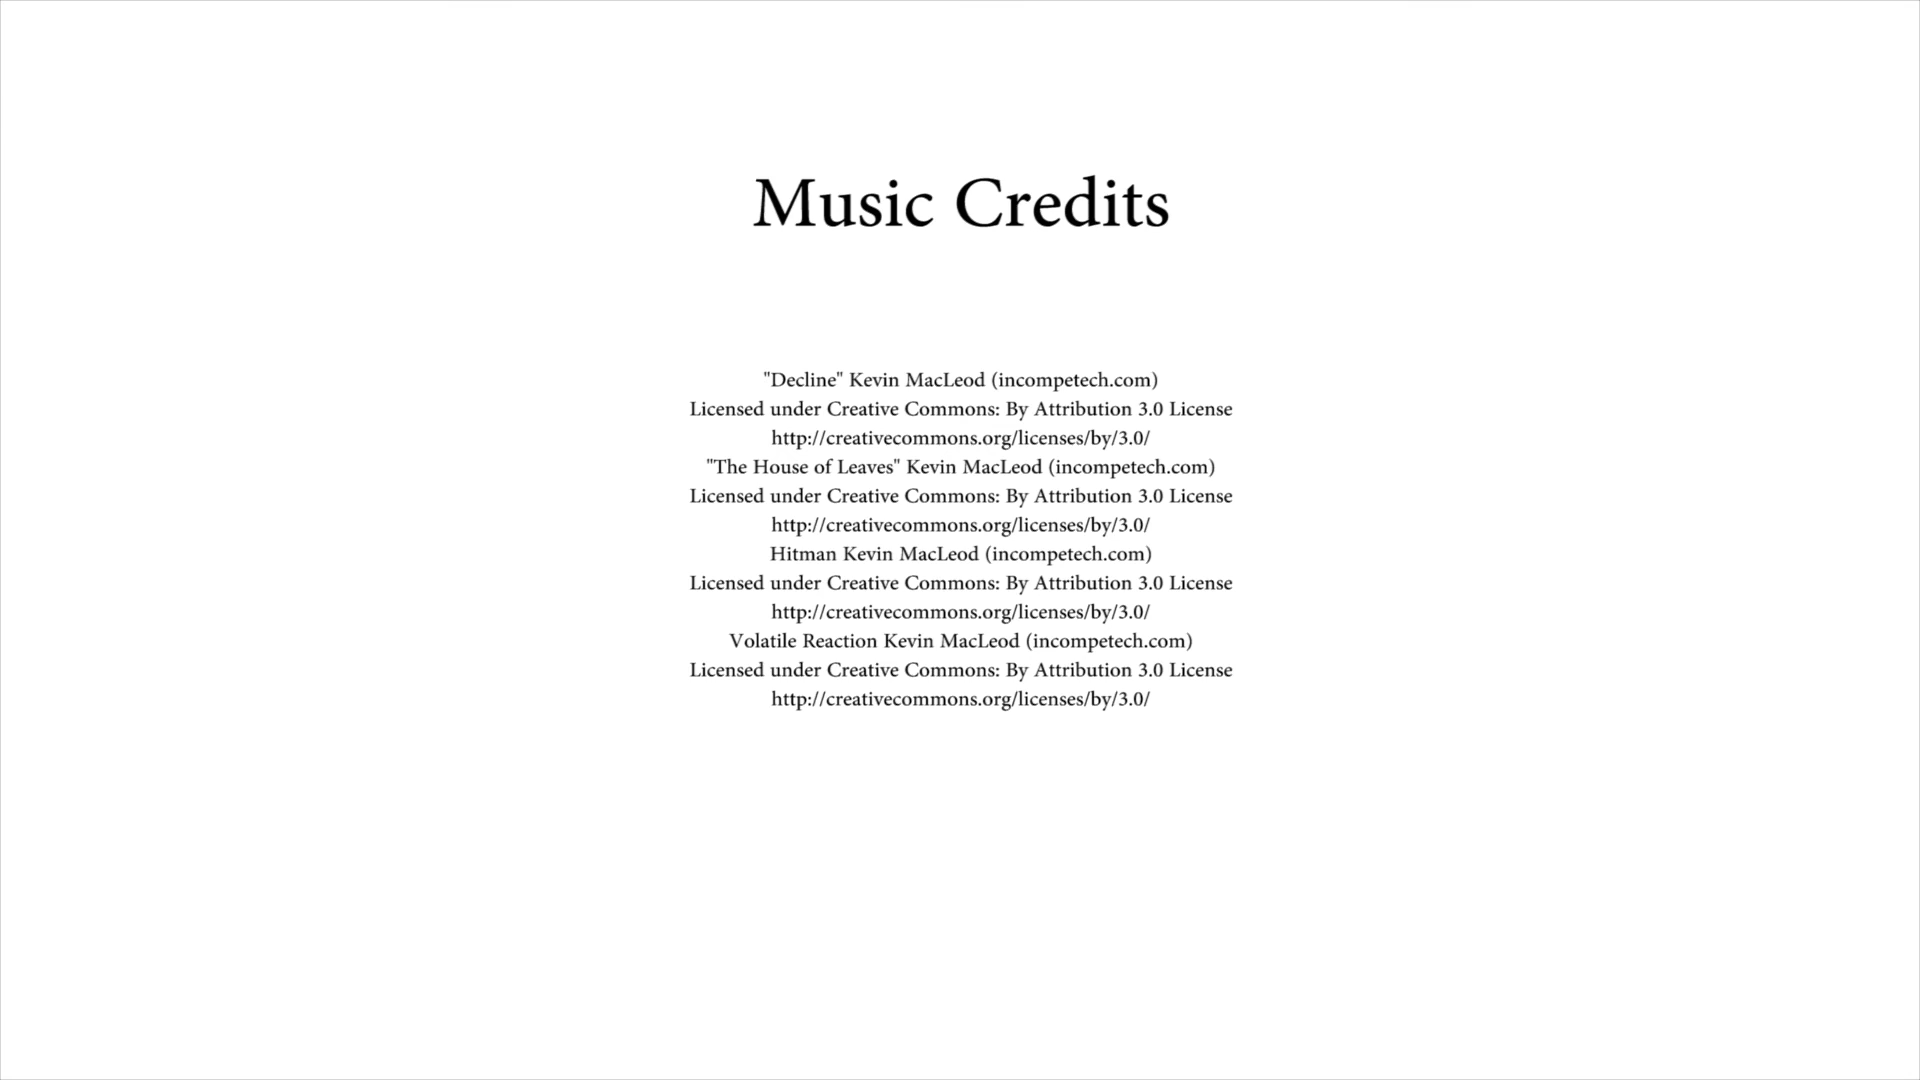 Music Credits
"Decline" Kevin MacLeod (incompetech.com)
Licensed under Creative Commons: By Attribution 3.0 License
http://creativecommons.org/licenses/by/3.0/
"The House of Leaves" Kevin MacLeod (incompetech.com)
Licensed under Creative Commons: By Attribution 3.0 License
http://creativecommons.org/licenses/by/3.0/
Hitman Kevin MacLeod (incompetech.com)
Licensed under Creative Commons: By Attribution 3.0 License
http://creativecommons.org/licenses/by/3.0/
Volatile Reaction Kevin MacLeod (incompetech.com)
Licensed under Creative Commons: By Attribution 3.0 License
http://creativecommons.org/licenses/by/3.0/